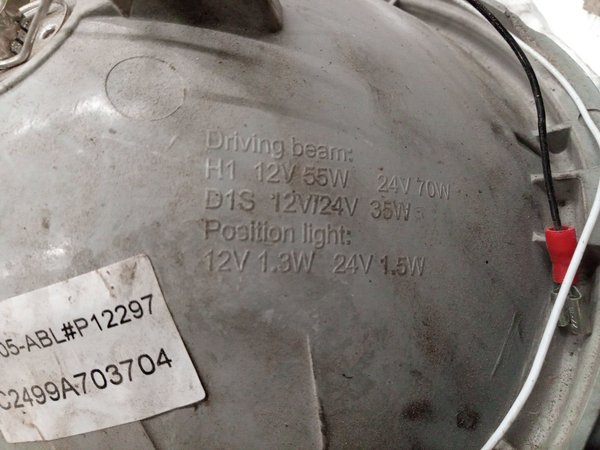 Driving beam:
H1 12V 55W 24V 70W
D1S 12V/24V 35W
Position light:
12V 1.3W 24V 1.5W
05-ABL#P12297
C2499A703704